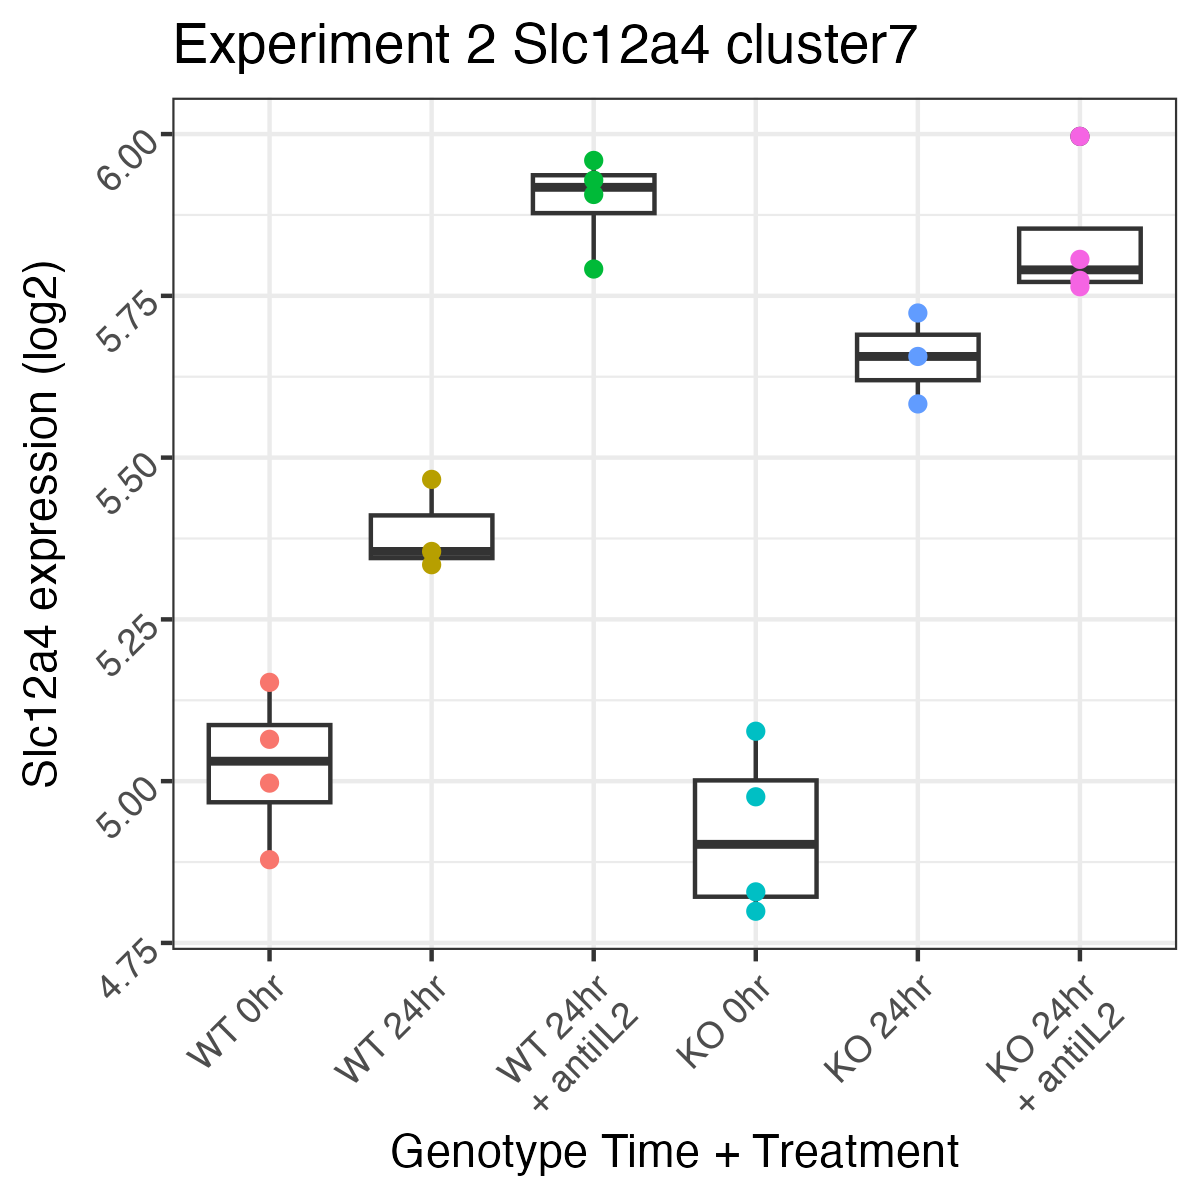 Experiment 2 Slc12a4 cluster7
Slc12a4 expression (log2)
6.00
5.75
5.50
5.25
5.00
4.75
WT 0hr
WT 24hr
WT 24hr
+ antiIL2
KO 0hr
KO 24hr
KO 24hr
+ antiIL2
Genotype Time + Treatment